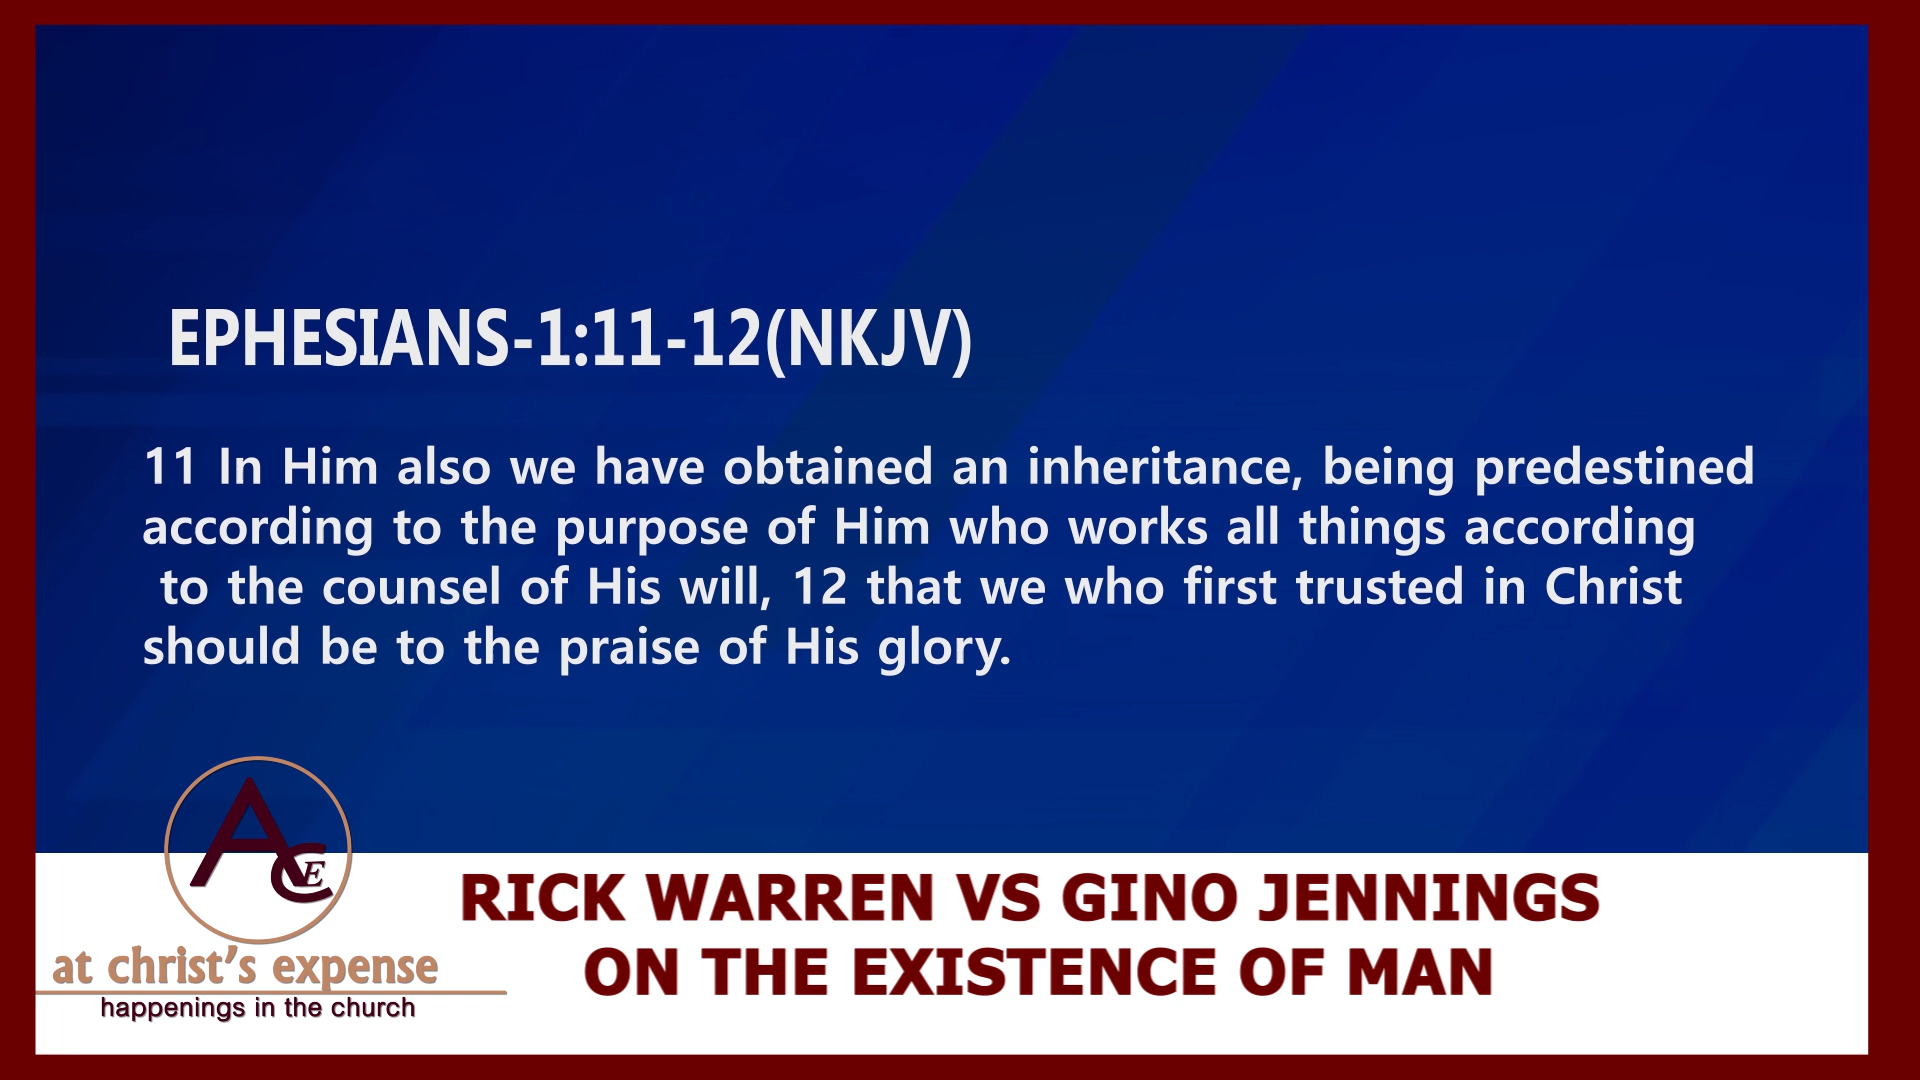 EPHESIANS-1:11-12(NKJV)
11 In Him also we have obtained an inheritance, being predestined
according to the purpose of Him who works all things according
to the counsel of His will, 12 that we who first trusted in Christ
should be to the praise of His glory.
ACE
at christ's expense
happenings in the church
RICK WARREN VS GINO JENNINGS
ON THE EXISTENCE OF MAN